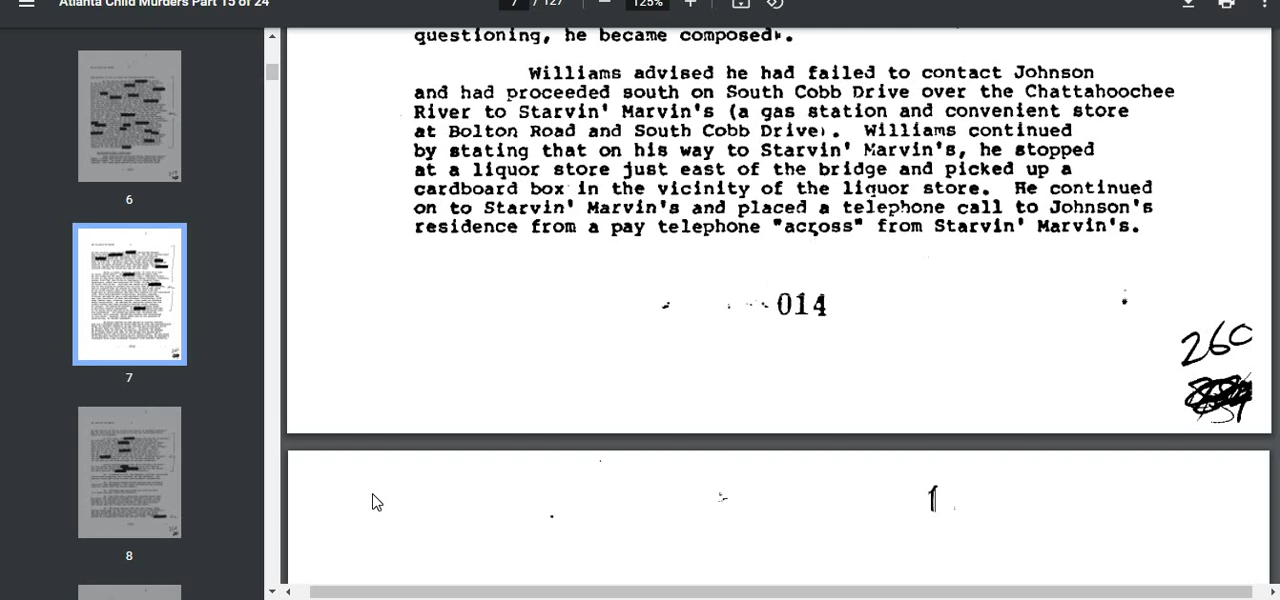 Atlanta Child Murders Part 15 of 24
7 / 127
125%
6
7
8
questioning, he became composed.
Williams advised he had failed to contact Johnson
and had proceeded south on South Cobb Drive over the Chattahoochee
River to Starvin' Marvin's (a gas station and convenient store
at Bolton Road and South Cobb Drive). Williams continued
by stating that on his way to Starvin' Marvin's, he stopped
at a liquor store just east of the bridge and picked up a
cardboard box in the vicinity of the liquor store. He continued
on to Starvin' Marvin's and placed a telephone call to Johnson's
residence from a pay telephone "across" from Starvin' Marvin's.
014
260